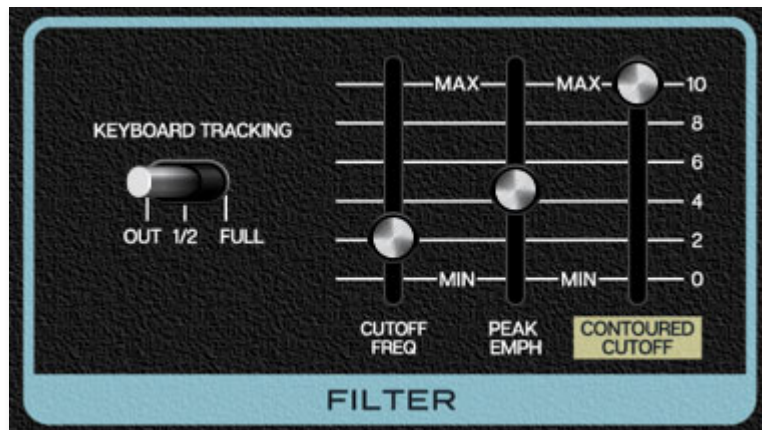 MAX MAX 10
8
KEYBOARD TRACKING
6
4
OUT 1/2 FULL
2
MIN MIN 0
CUTOFF FREQ
PEAK EMPH
CONTOURED CUTOFF
FILTER